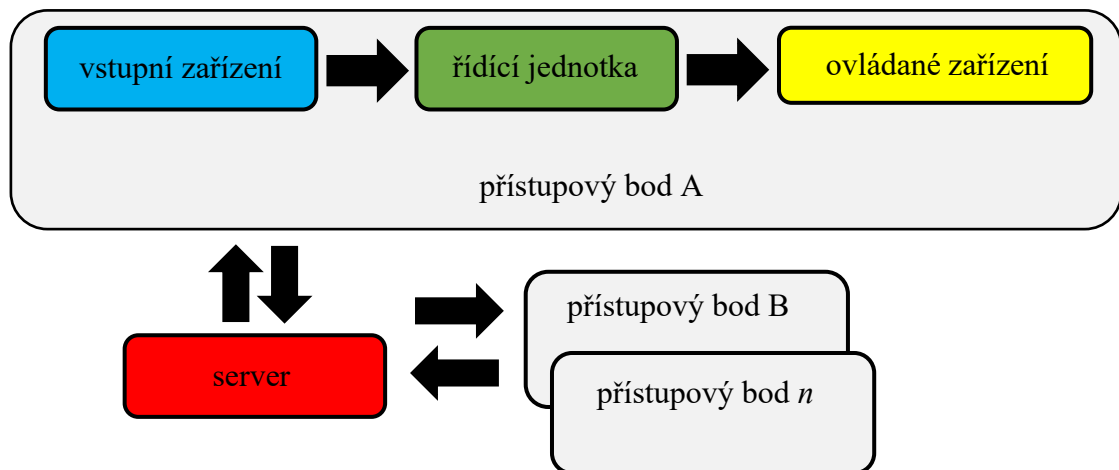 vstupní zařízení
řídící jednotka
ovládané zařízení
přístupový bod A
přístupový bod B
server
přístupový bod n